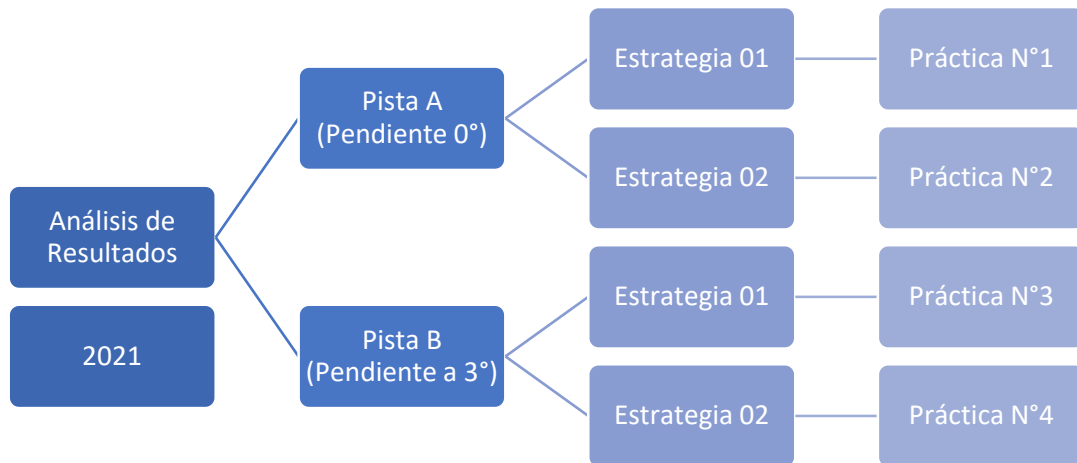 Análisis de
Resultados
2021
Pista A
(Pendiente 0°)
Estrategia 01
Práctica N°1
Estrategia 02
Práctica N°2
Pista B
(Pendiente a 3°)
Estrategia 01
Práctica N°3
Estrategia 02
Práctica N°4